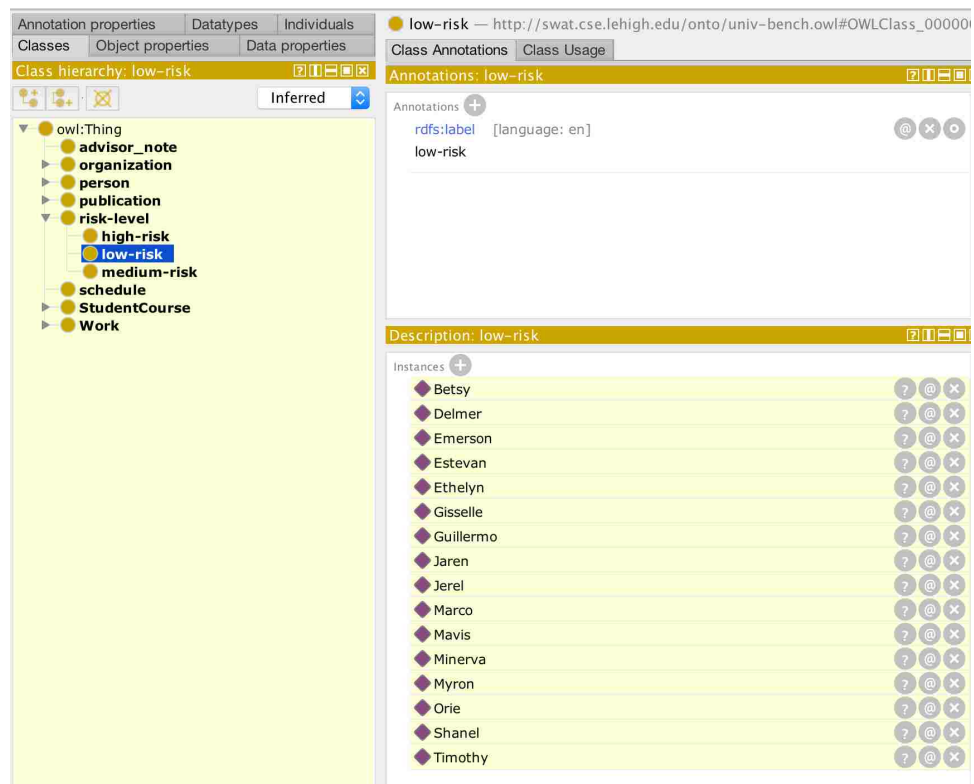 Annotation properties Datatypes Individuals
Classes Object properties Data properties
Class hierarchy: low-risk
Inferred
owl:Thing
advisor_note
organization
person
publication
risk-level
high-risk
low-risk
medium-risk
schedule
StudentCourse
Work
low-risk — http://swat.cse.lehigh.edu/onto/univ-bench.owl#OWLClass_00000
Class Annotations Class Usage
Annotations: low-risk
Annotations
rdfs:label [language: en]
low-risk
Description: low-risk
Instances
Betsy
Delmer
Emerson
Estevan
Ethelyn
Gisselle
Guillermo
Jaren
Jerel
Marco
Mavis
Minerva
Myron
Orie
Shanel
Timothy